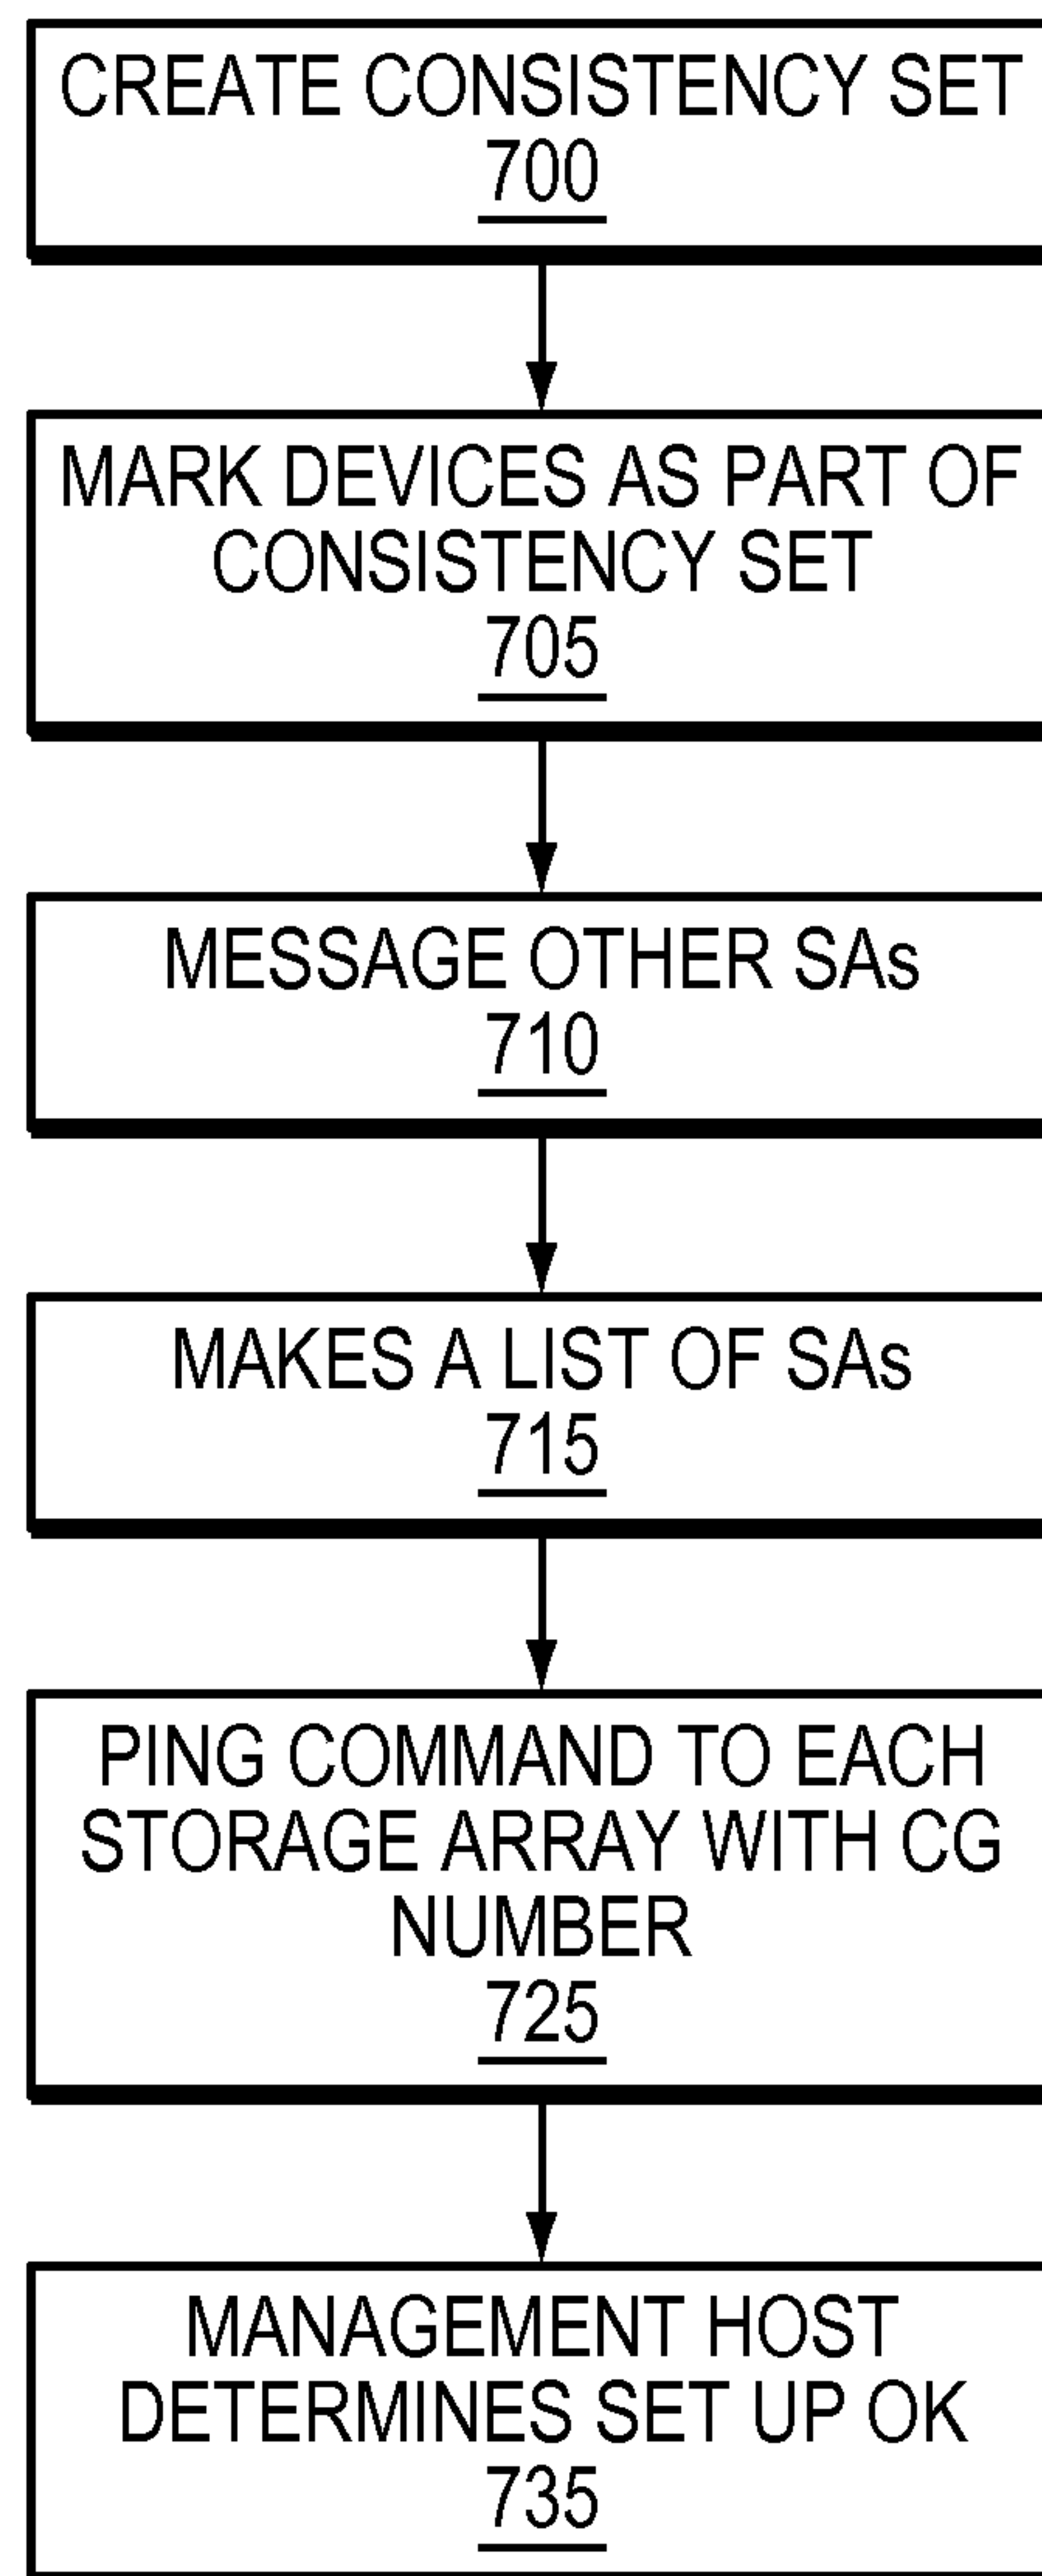 CREATE CONSISTENCY SET
700
MARK DEVICES AS PART OF
CONSISTENCY SET
705
MESSAGE OTHER SAs
710
MAKES A LIST OF SAs
715
PING COMMAND TO EACH
STORAGE ARRAY WITH CG
NUMBER
725
MANAGEMENT HOST
DETERMINES SET UP OK
735